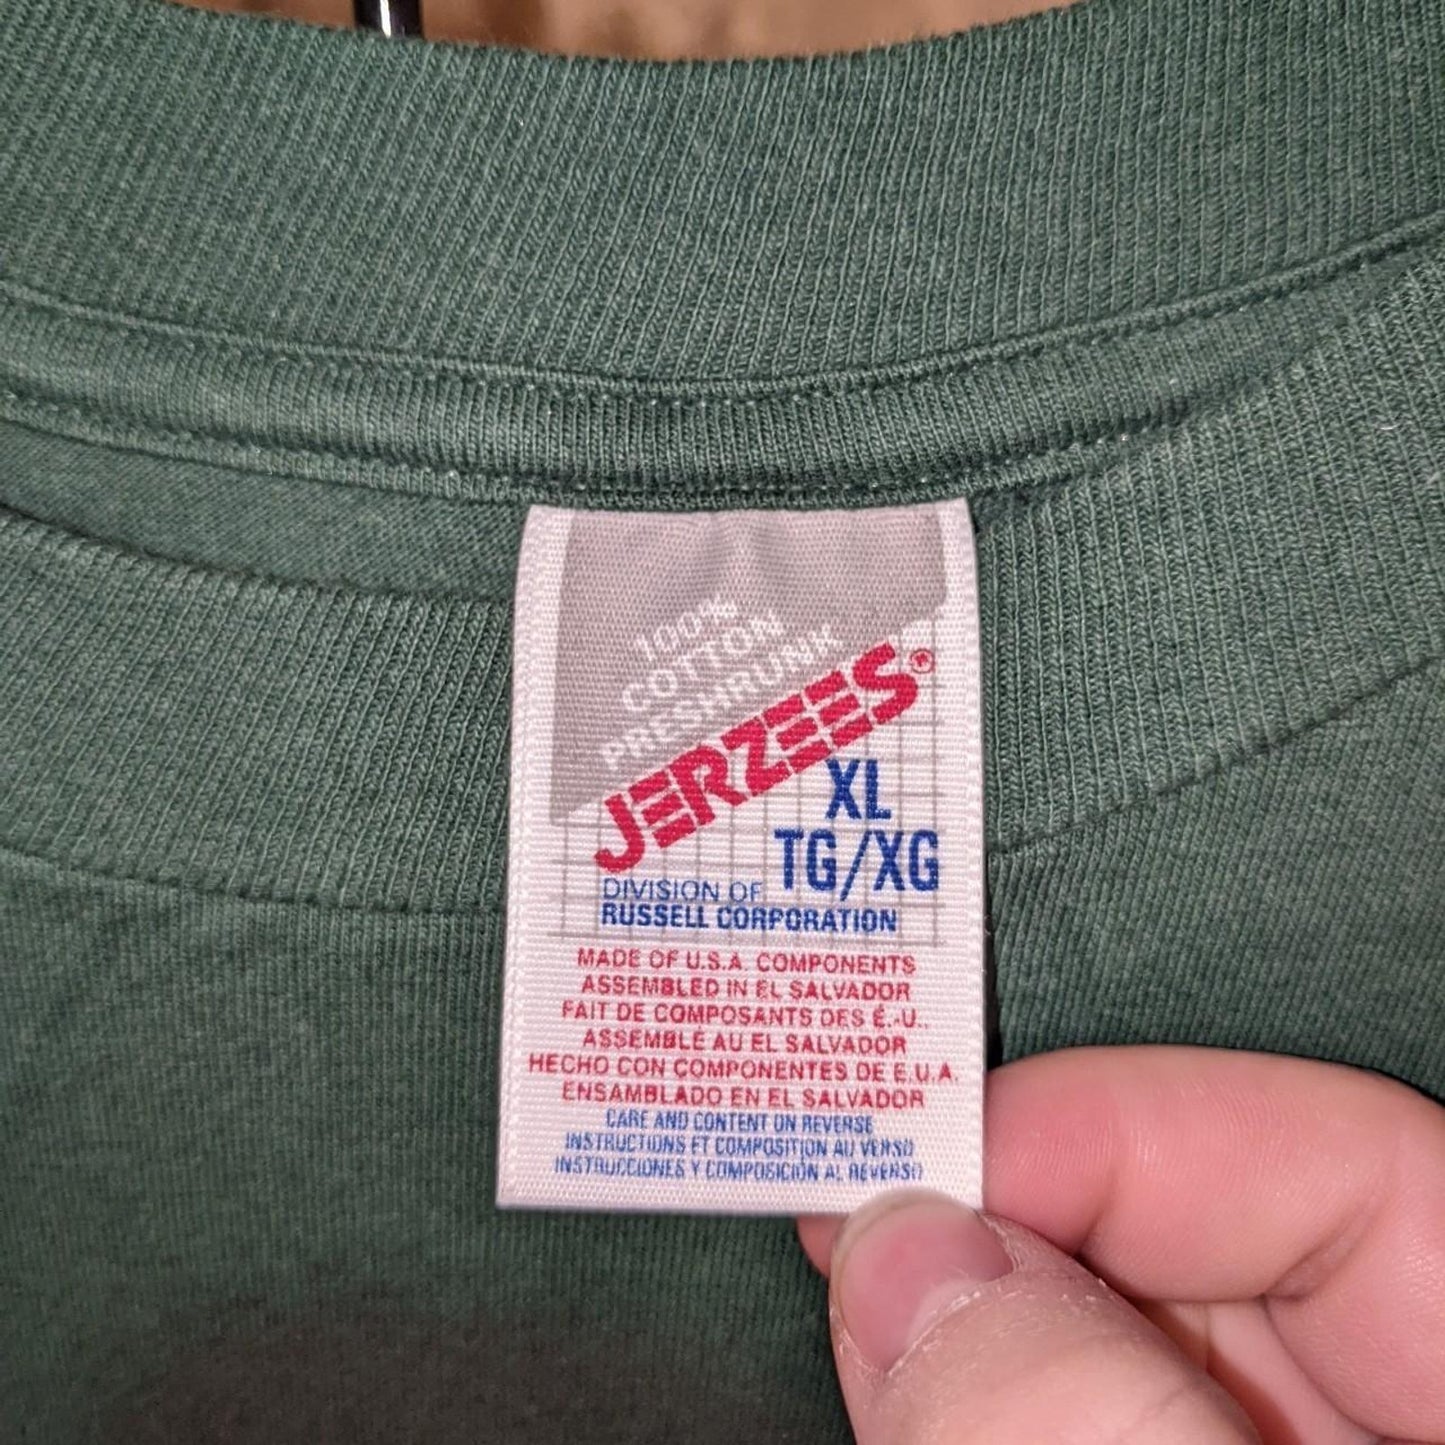 100%
COTTON
PRESHRUNK
JERZEES®
XL
TG/XG
DIVISION OF
RUSSELL CORPORATION
MADE OF U.S.A. COMPONENTS
ASSEMBLED IN EL SALVADOR
FAIT DE COMPOSANTS DES É.-U..
ASSEMBLÉ AU EL SALVADOR
HECHO CON COMPONENTES DE E.U.A.
ENSAMBLADO EN EL SALVADOR
CARE AND CONTENT ON REVERSE
INSTRUCTIONS ET COMPOSITION AU VERSO
INSTRUCCIONES Y COMPOSICIÓN AL REVERSO